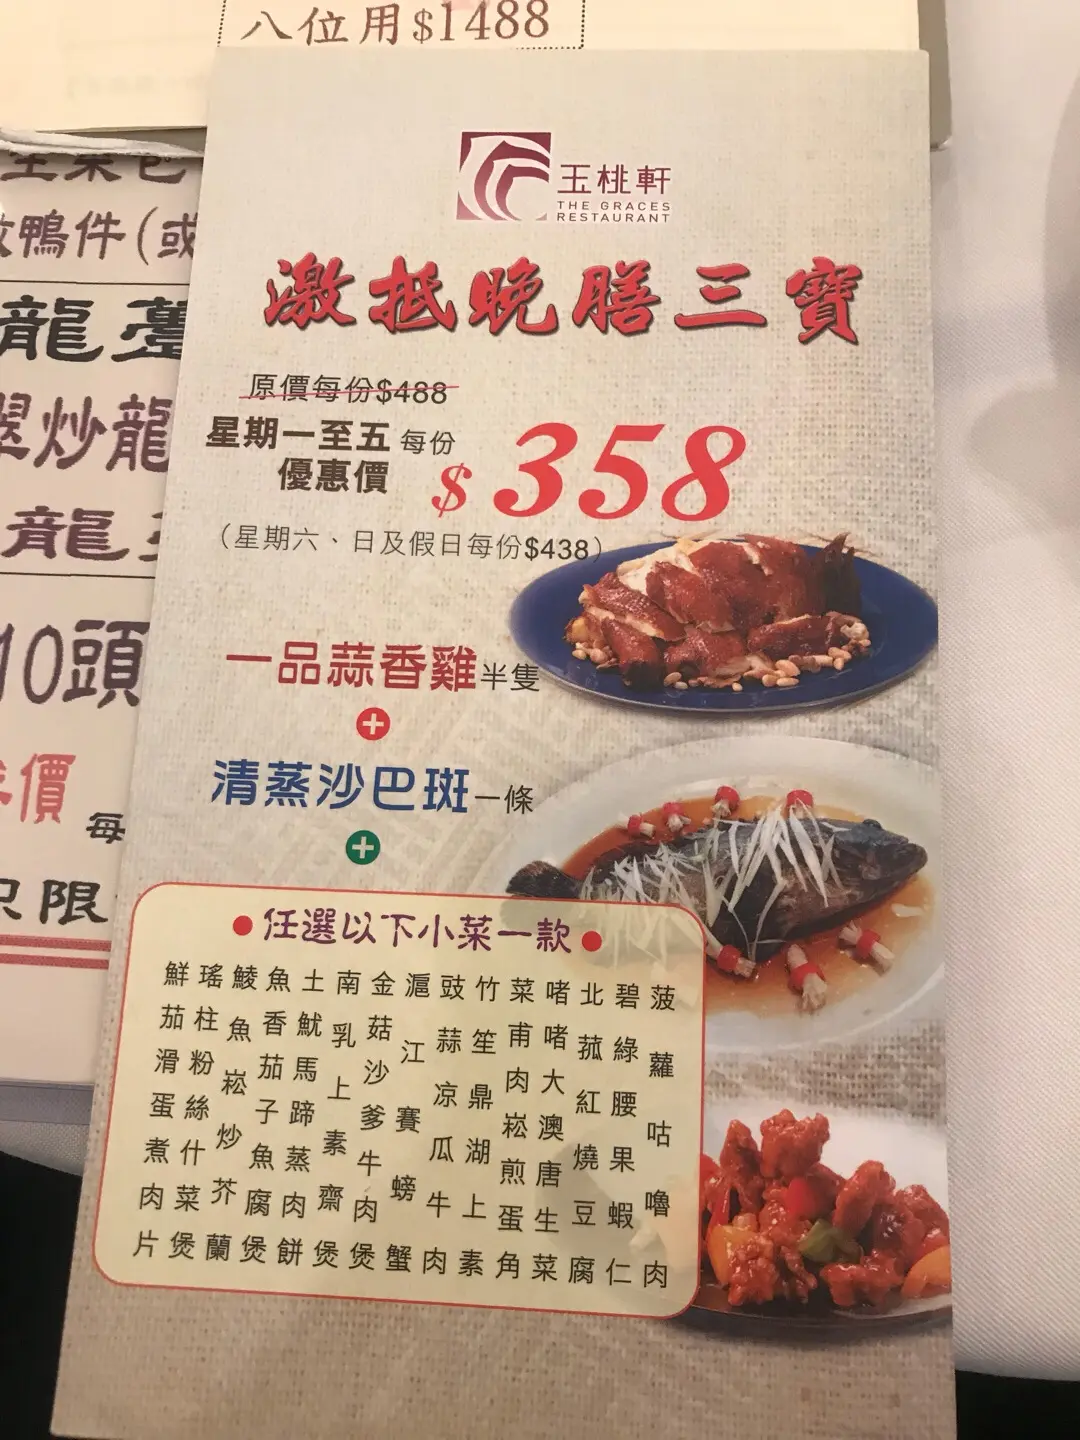 八位用$1488
玉桃軒
THE GRACES
RESTAURANT
激抵晚膳三寶
原價每份$488
星期一至五 每份
優惠價 $358
(星期六、日及假日每份$438)
一品蒜香雞半隻
+
清蒸沙巴斑一條
+
●任選以下小菜一款●
菠蘿咕嚕肉
碧綠腰果蝦仁
北菰紅燒豆腐
啫啫大澳唐生菜
菜甫肉崧煎蛋角
竹笙鼎湖上素
豉蒜凉瓜牛肉
滬江賽螃蟹
金菇沙爹牛肉煲
南乳上素齋煲
土魷馬蹄蒸肉餅
魚香茄子魚腐煲
鯪魚崧炒芥蘭
瑤柱粉絲什菜煲
鮮茄滑蛋煮肉片
鴨件(或
龍躉
炒龍
龍
10頭
價 每
限